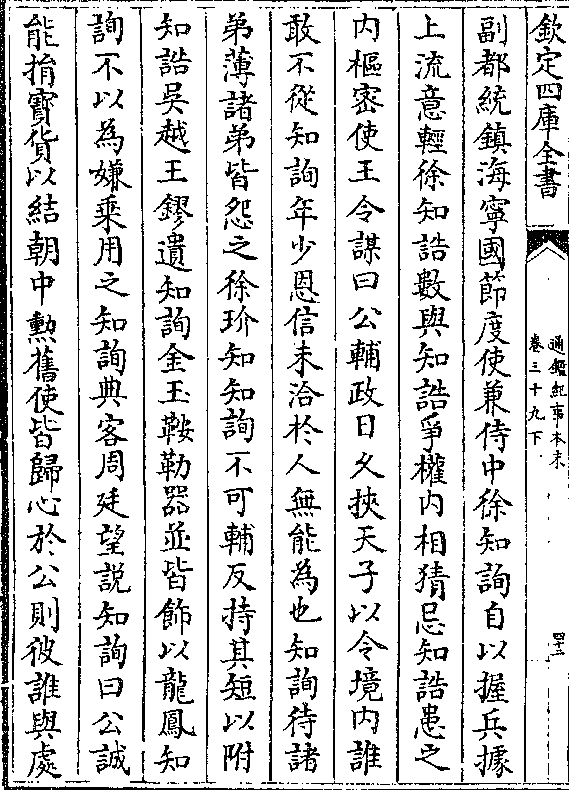 欽定四庫全書
通鑑紀事本末
卷三十九下
四十二
副都統鎮海寧國節度使兼侍中徐知詢自以握兵據
上流意輕徐知誥數與知誥爭權内相猜忌知誥患之
内樞密使王令謀曰公輔政日久挾天子以令境内誰
敢不從知詢年少恩信未洽於人無能為也知詢待諸
弟薄諸弟皆怨之徐玠知知詢不可輔反持其短以附
知誥吳越王鏐遺知詢金玉鞍勒器並皆飾以龍鳳知
詢不以為嫌乘用之知詢典客周廷望説知詢曰公誠
能捐寶貨以結朝中勲舊使皆歸心於公則彼誰與處